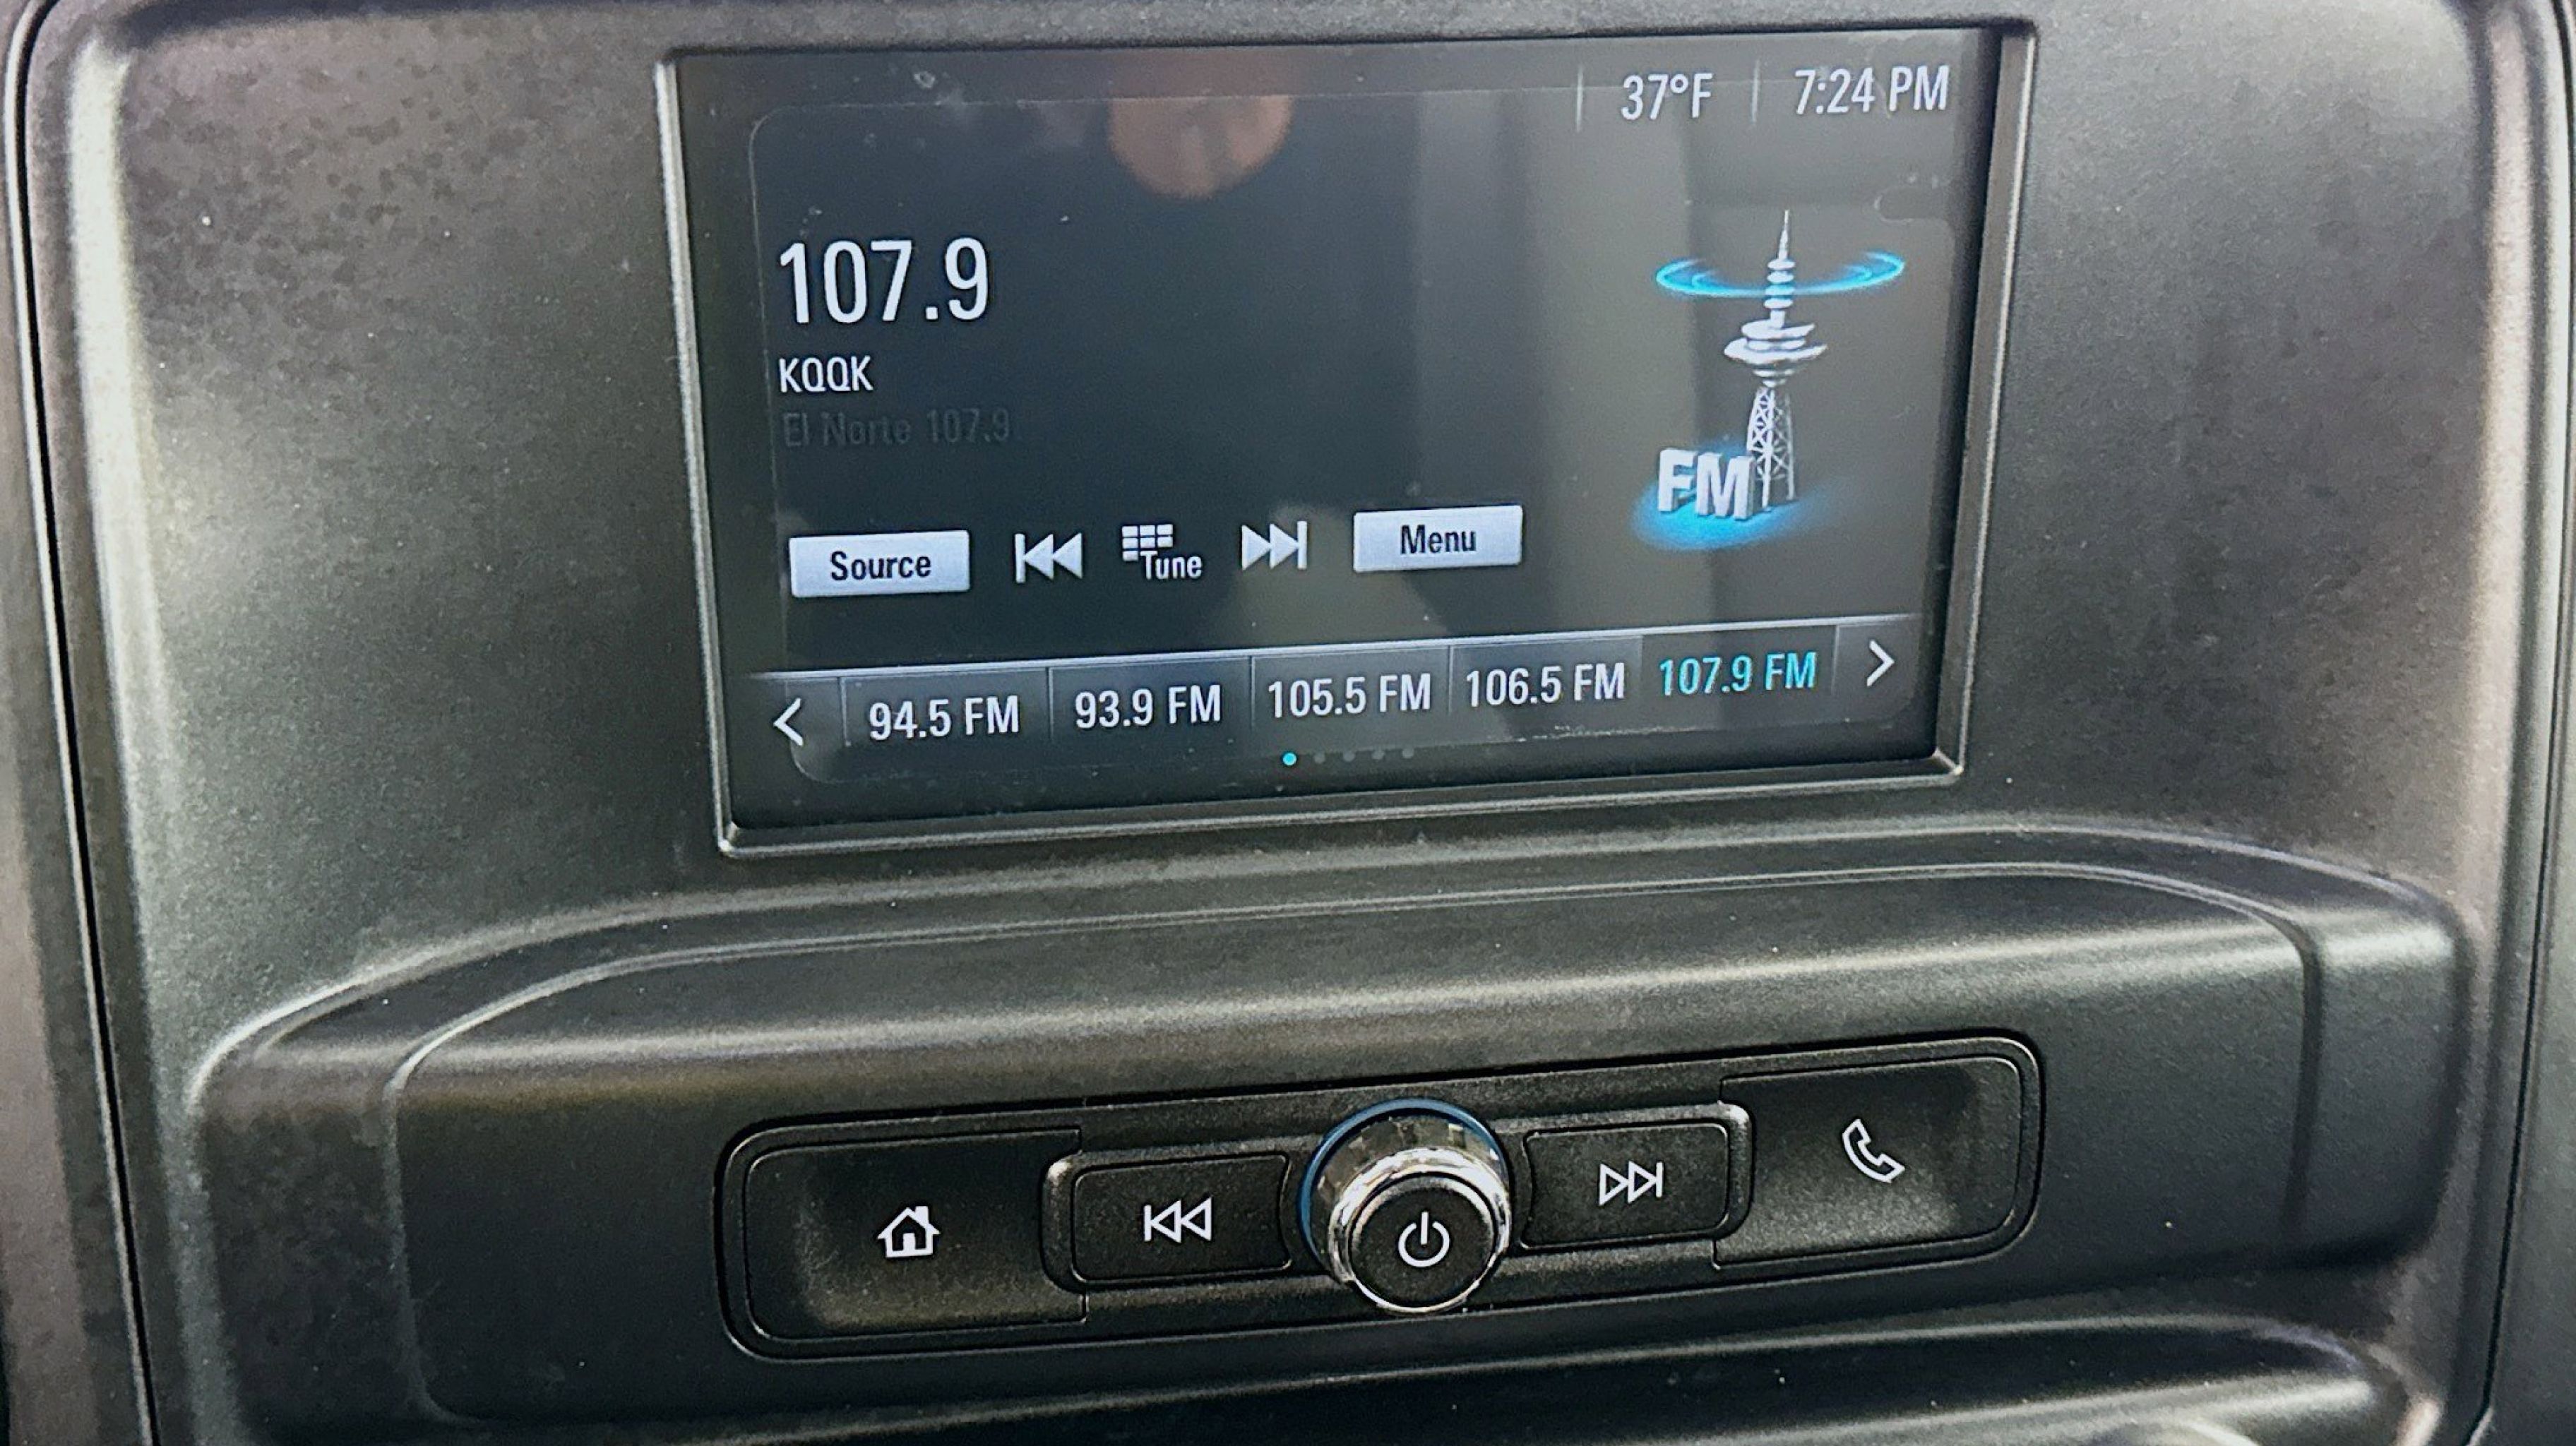 37°F 7:24 PM
107.9
KQQK
El Norte 107.9
FM
Source Tune Menu
94.5 FM 93.9 FM 105.5 FM 106.5 FM 107.9 FM